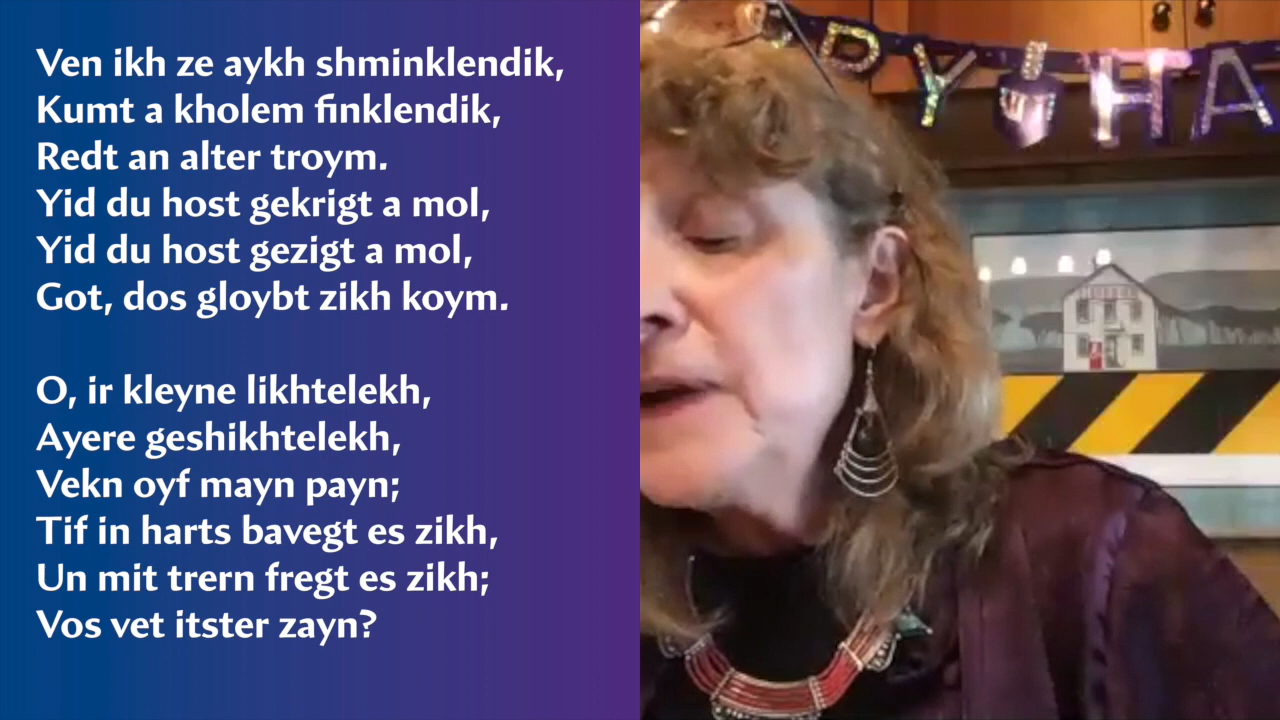 Ven ikh ze aykh shminklendik,
Kumt a kholem finklendik,
Redt an alter troym.
Yid du host gekrigt a mol,
Yid du host gezigt a mol,
Got, dos gloybt zikh koym.
O, ir kleyne likhtelekh,
Ayere geshikhtelekh,
Vekn oyf mayn payn;
Tif in harts bavegt es zikh,
Un mit trern fregt es zikh;
Vos vet itster zayn?
PY HA